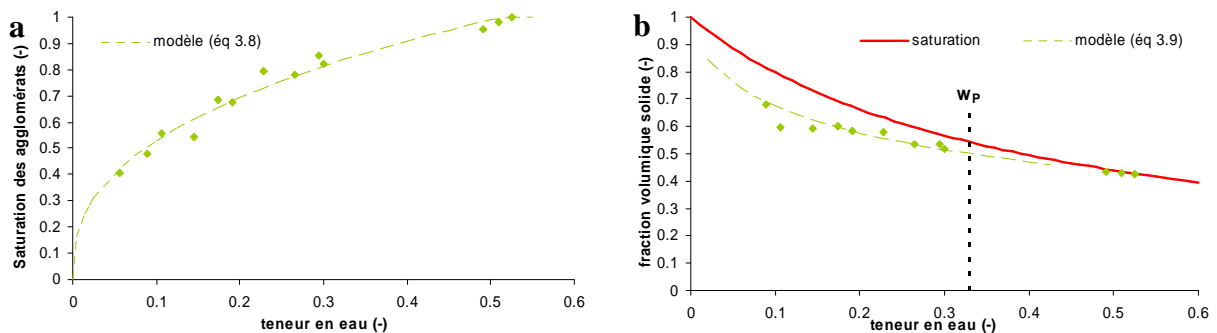 a
Saturation des agglomérats (-)
1
0.9
0.8
0.7
0.6
0.5
0.4
0.3
0.2
0.1
0
modèle (éq 3.8)
0 0.1 0.2 0.3 0.4 0.5 0.6
teneur en eau (-)
b
fraction volumique solide (-)
1
0.9
0.8
0.7
0.6
0.5
0.4
0.3
0.2
0.1
0
saturation modèle (éq 3.9)
wP
0 0.1 0.2 0.3 0.4 0.5 0.6
teneur en eau (-)